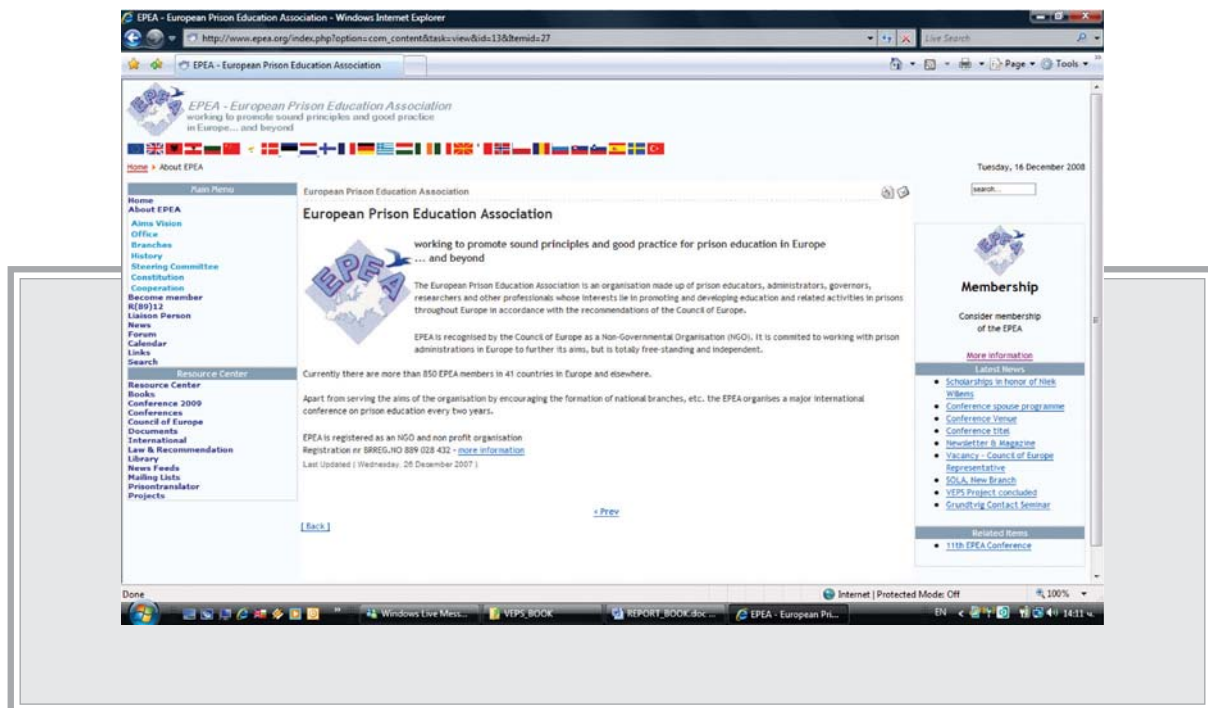 EPEA - European Prison Education Association - Windows Internet Explorer
http://www.epea.org/index.php?option=com_content&task=view&id=13&Itemid=27
Live Search
EPEA - European Prison Education Association
Page
Tools
EPEA
EPEA - European Prison Education Association
working to promote sound principles and good practice
in Europe... and beyond
Home > About EPEA
Tuesday, 16 December 2008
Main Menu
Home
About EPEA
Aims Vision
Office
Branches
History
Steering Committee
Constitution
Cooperation
Become member
R(89)12
Liaison Person
News
Forum
Calendar
Links
Search
Resource Center
Resource Center
Books
Conference 2009
Conferences
Council of Europe
Documents
International
Law & Recommendation
Library
News Feeds
Mailing Lists
Prisontranslator
Projects
European Prison Education Association
European Prison Education Association
EPEA
working to promote sound principles and good practice for prison education in Europe
... and beyond
The European Prison Education Association is an organisation made up of prison educators, administrators, governors,
researchers and other professionals whose interests lie in promoting and developing education and related activities in prisons
throughout Europe in accordance with the recommendations of the Council of Europe.
EPEA is recognised by the Council of Europe as a Non-Governmental Organisation (NGO). It is commited to working with prison
administrations in Europe to further its aims, but is totally free-standing and independent.
Currently there are more than 850 EPEA members in 41 countries in Europe and elsewhere.
Apart from serving the aims of the organisation by encouraging the formation of national branches, etc. the EPEA organises a major international
conference on prison education every two years.
EPEA is registered as an NGO and non profit organisation
Registration nr BRREG.NO 889 028 432 - more information
Last Updated ( Wednesday, 26 December 2007 )
< Prev
[ Back ]
search...
EPEA
Membership
Consider membership
of the EPEA
More information
Latest News
Scholarships in honor of Niek
Willems
Conference spouse programme
Conference Venue
Conference titel
Newsletter & Magazine
Vacancy - Council of Europe
Representative
SOLA, New Branch
VEPS Project concluded
Grundtvig Contact Seminar
Related Items
11th EPEA Conference
Done
Internet | Protected Mode: Off
100%
Windows Live Mess...
VEPS_BOOK
REPORT_BOOK.doc ...
EPEA - European Pri...
EN
14:11 ч.